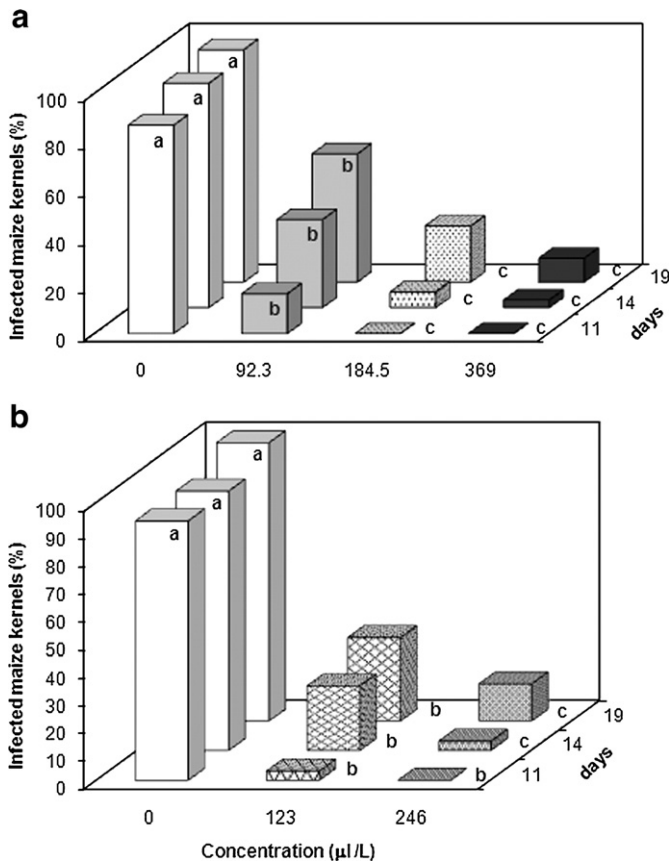 a
Infected maize kernels (%)
100
80
60
40
20
0
a
a
a
b
b
b
c
c
c
c
c
c
0
92.3
184.5
369
11
14
19
days
b
Infected maize kernels (%)
100
90
80
70
60
50
40
30
20
10
0
a
a
a
b
b
b
c
c
b
0
123
246
11
14
19
days
Concentration (µl/L)